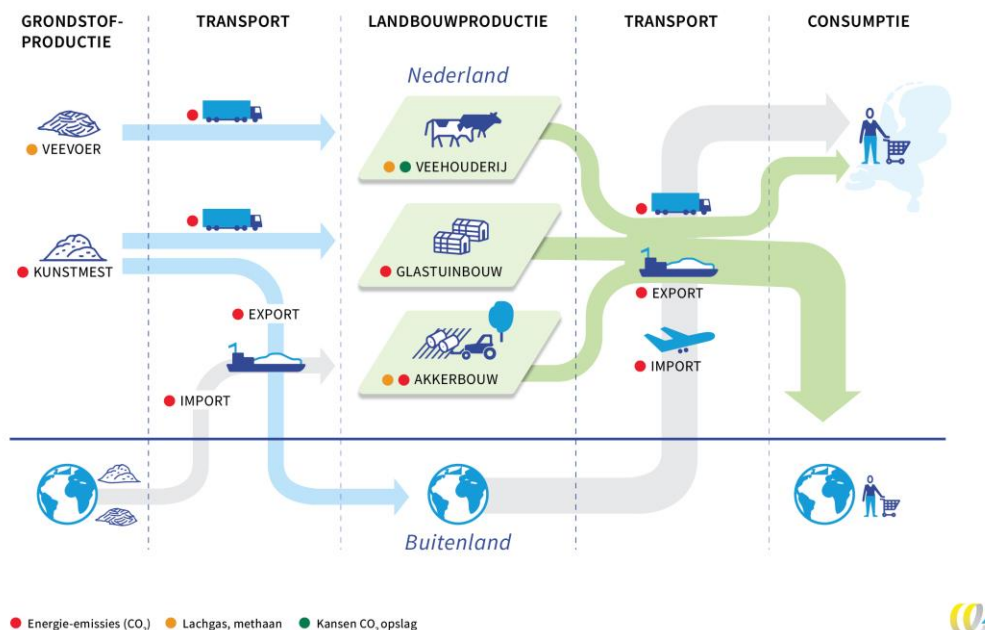 GRONDSTOF-
PRODUCTIE
TRANSPORT
LANDBOUWPRODUCTIE
TRANSPORT
CONSUMPTIE
Nederland
VEEVOER
VEEHOUDERIJ
KUNSTMEST
GLASTUINBOUW
EXPORT
EXPORT
IMPORT
AKKERBOUW
IMPORT
Buitenland
Energie-emissies (CO₂)
Lachgas, methaan
Kansen CO₂ opslag